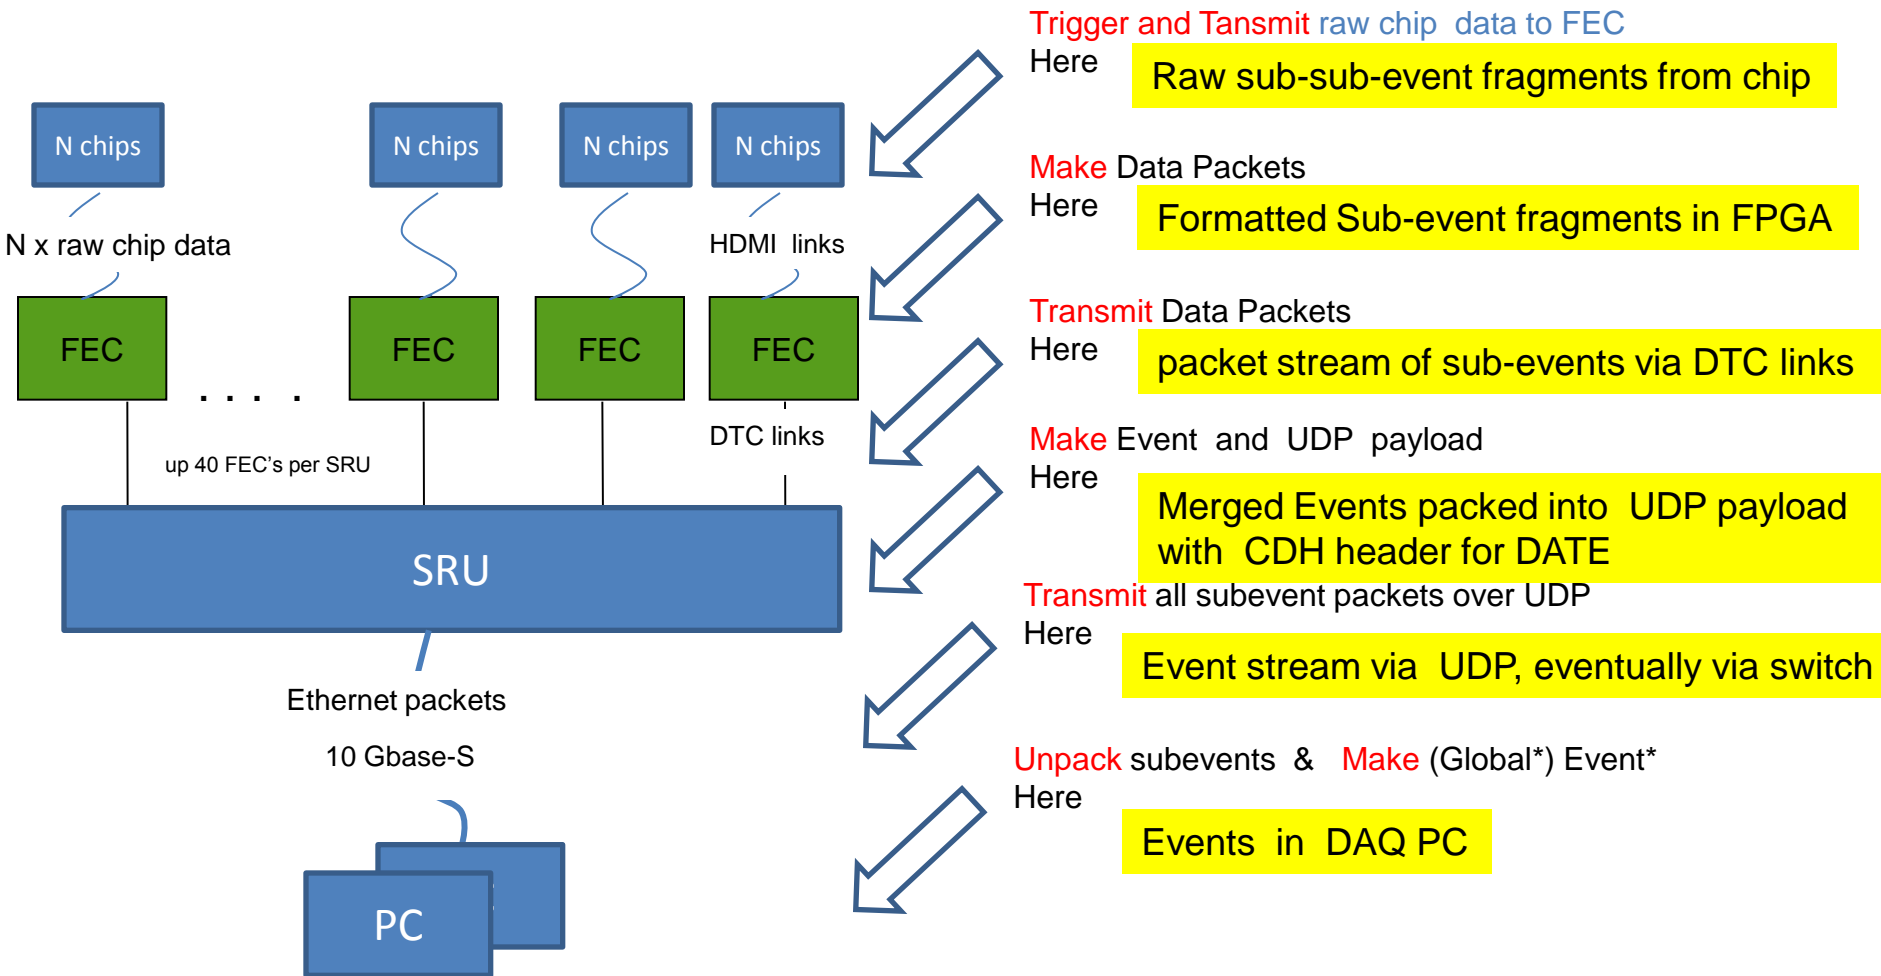 Trigger and Tansmit raw chip data to FEC
Here
Raw sub-sub-event fragments from chip
N chips
N chips
N chips
N chips
Make Data Packets
Here
Formatted Sub-event fragments in FPGA
N x raw chip data
HDMI links
Transmit Data Packets
Here
packet stream of sub-events via DTC links
FEC
FEC
FEC
FEC
. . . .
DTC links
up 40 FEC's per SRU
Make Event and UDP payload
Here
Merged Events packed into UDP payload
with CDH header for DATE
SRU
Transmit all subevent packets over UDP
Here
Event stream via UDP, eventually via switch
Ethernet packets
10 Gbase-S
Unpack subevents & Make (Global*) Event*
Here
Events in DAQ PC
PC